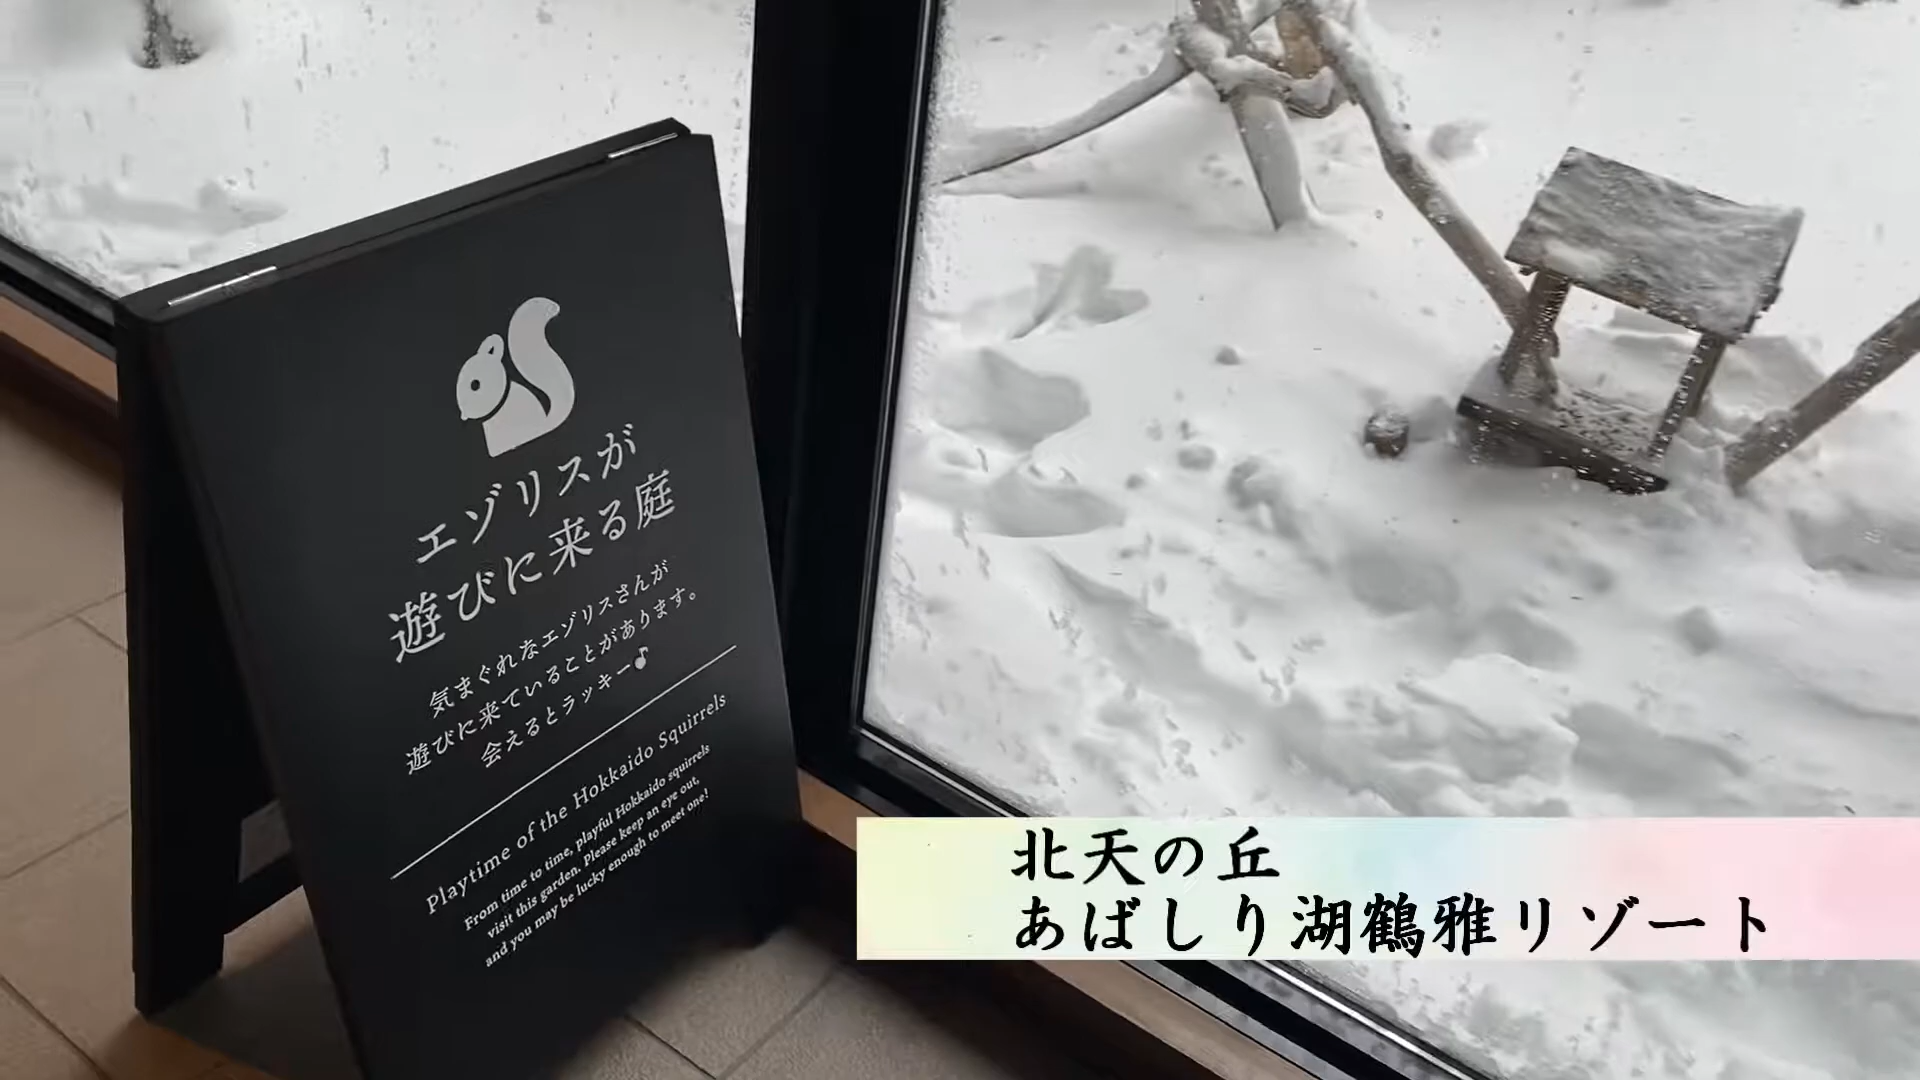 エゾリスが
遊びに来る庭
気まぐれなエゾリスさんが
遊びに来ていることがあります。
会えるとラッキー♪
Playtime of the Hokkaido Squirrels
From time to time, playful Hokkaido squirrels
visit this garden. Please keep an eye out,
and you may be lucky enough to meet one!
北天の丘
あばしり湖鶴雅リゾート